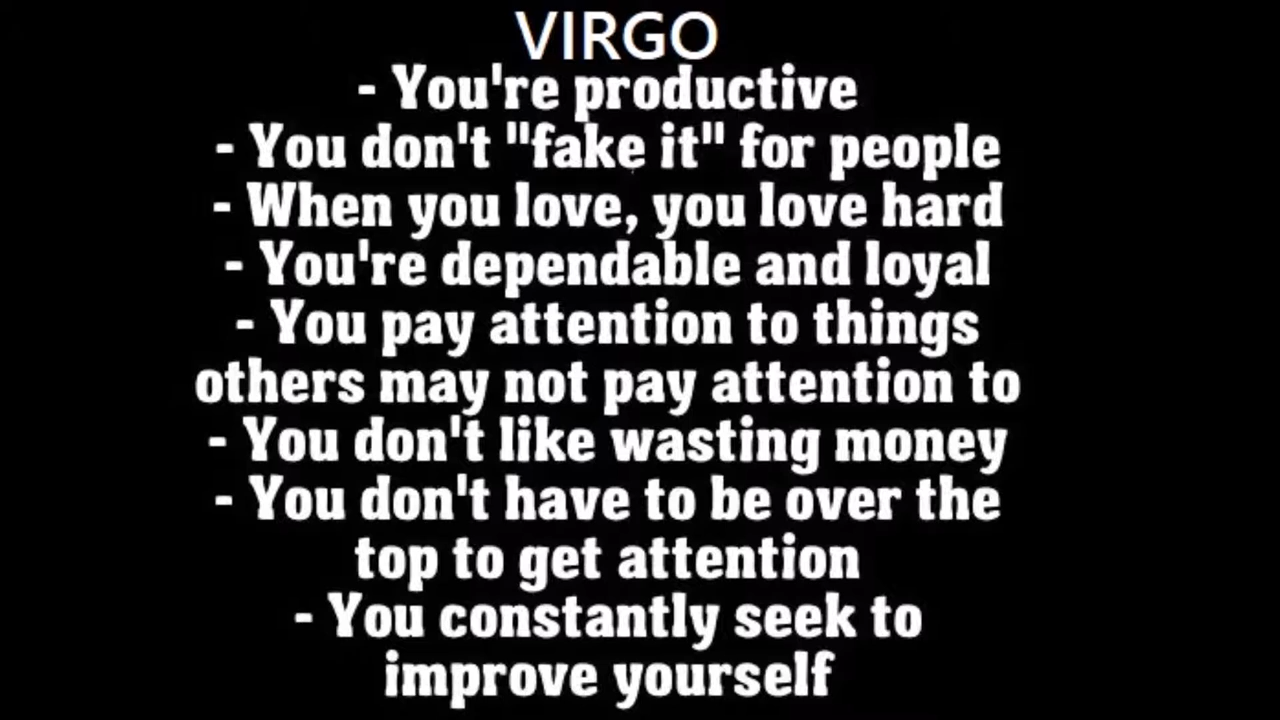 VIRGO
- You're productive
- You don't "fake it" for people
- When you love, you love hard
- You're dependable and loyal
- You pay attention to things
others may not pay attention to
- You don't like wasting money
- You don't have to be over the
top to get attention
- You constantly seek to
improve yourself